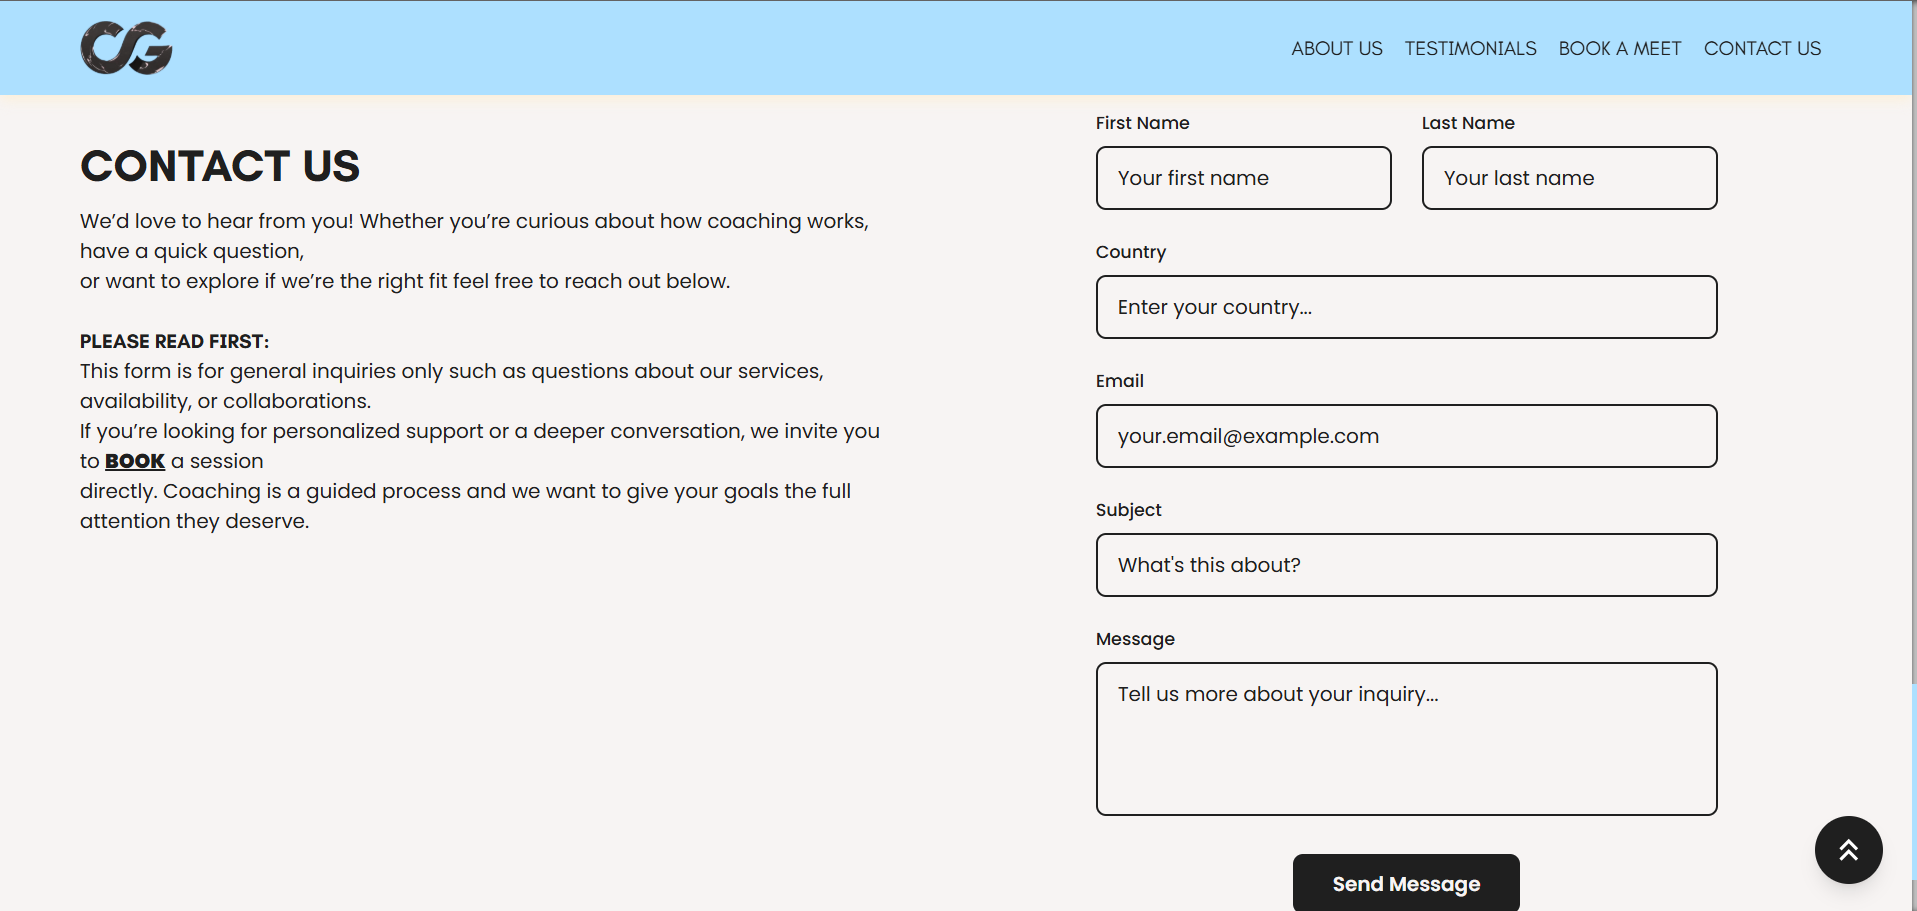 CG
ABOUT US TESTIMONIALS BOOK A MEET CONTACT US
CONTACT US
We’d love to hear from you! Whether you’re curious about how coaching works,
have a quick question,
or want to explore if we’re the right fit feel free to reach out below.
PLEASE READ FIRST:
This form is for general inquiries only such as questions about our services,
availability, or collaborations.
If you’re looking for personalized support or a deeper conversation, we invite you
to BOOK a session
directly. Coaching is a guided process and we want to give your goals the full
attention they deserve.
First Name
Your first name
Last Name
Your last name
Country
Enter your country...
Email
your.email@example.com
Subject
What's this about?
Message
Tell us more about your inquiry...
Send Message